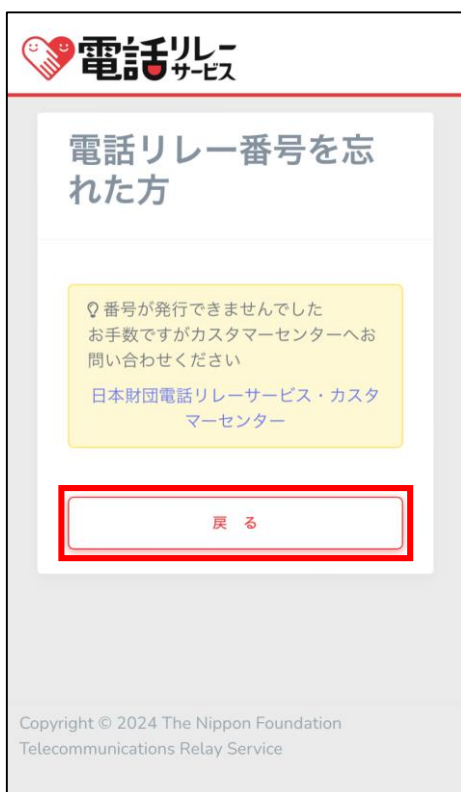 電話リレーサービス
電話リレー番号を忘
れた方
番号が発行できませんでした
お手数ですがカスタマーセンターへお
問い合わせください
日本財団電話リレーサービス・カスタ
マーセンター
戻 る
Copyright © 2024 The Nippon Foundation
Telecommunications Relay Service